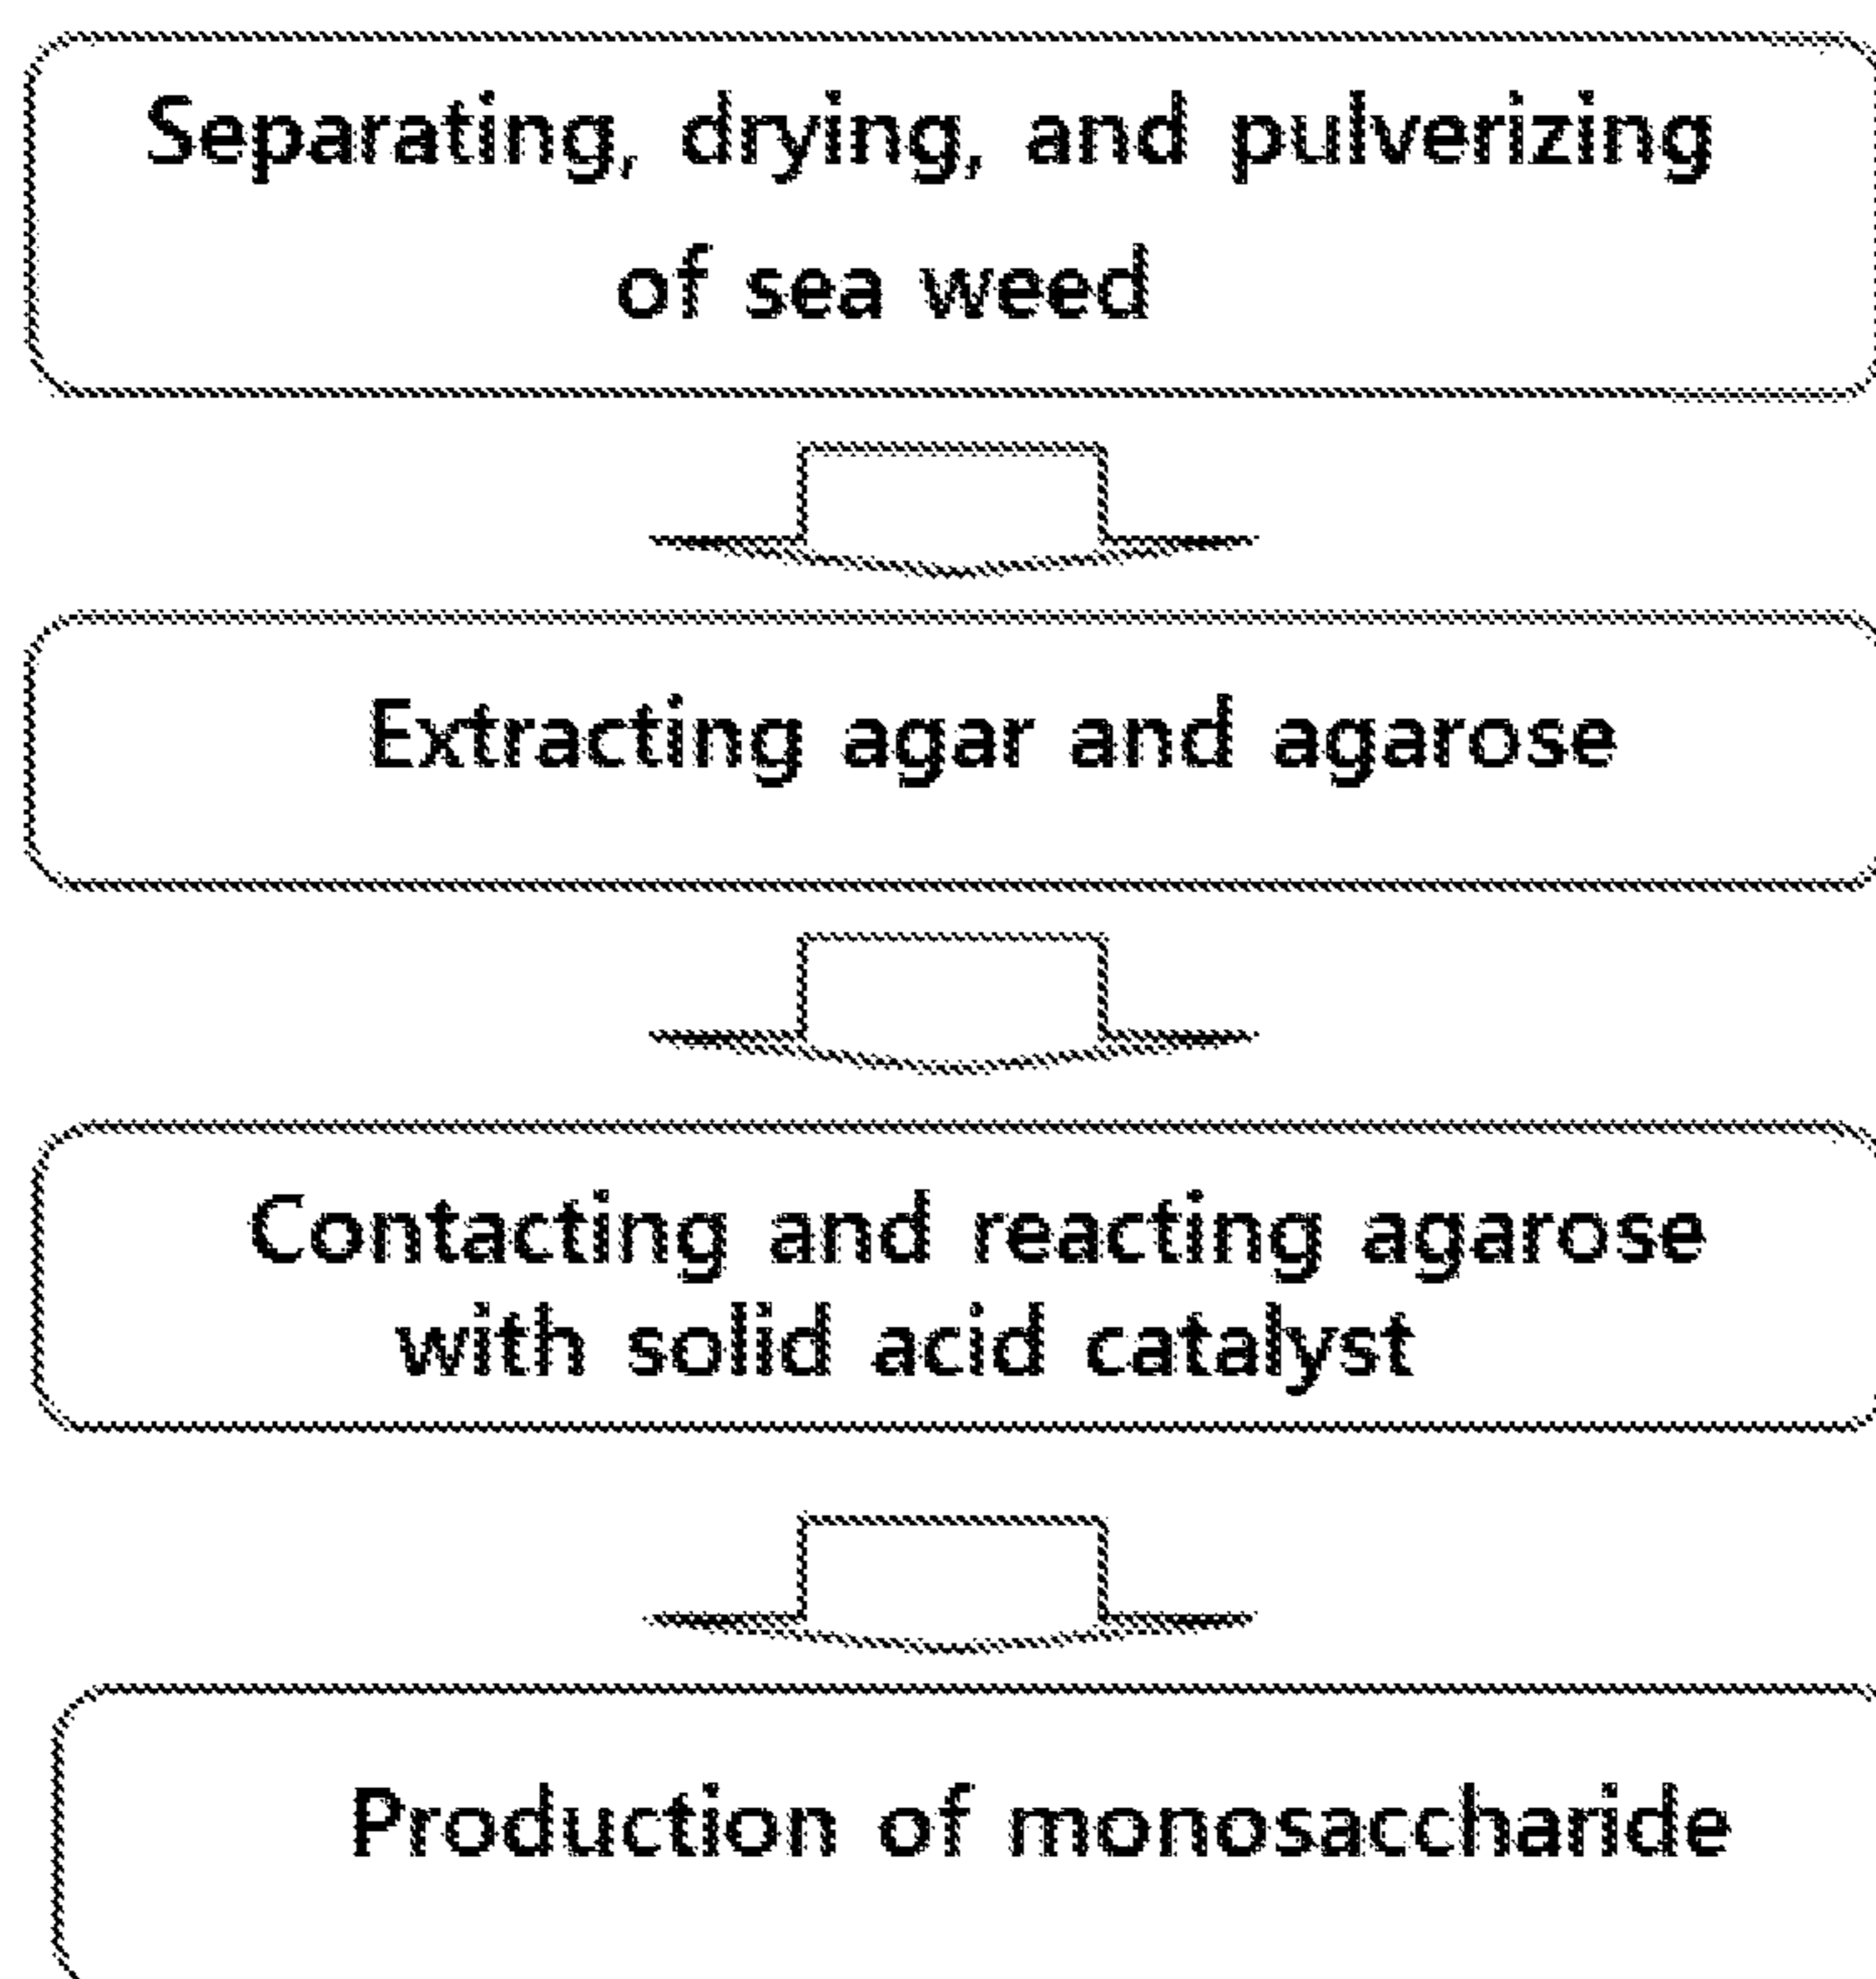 Separating, drying, and pulverizing
of sea weed
Extracting agar and agarose
Contacting and reacting agarose
with solid acid catalyst
Production of monosaccharide